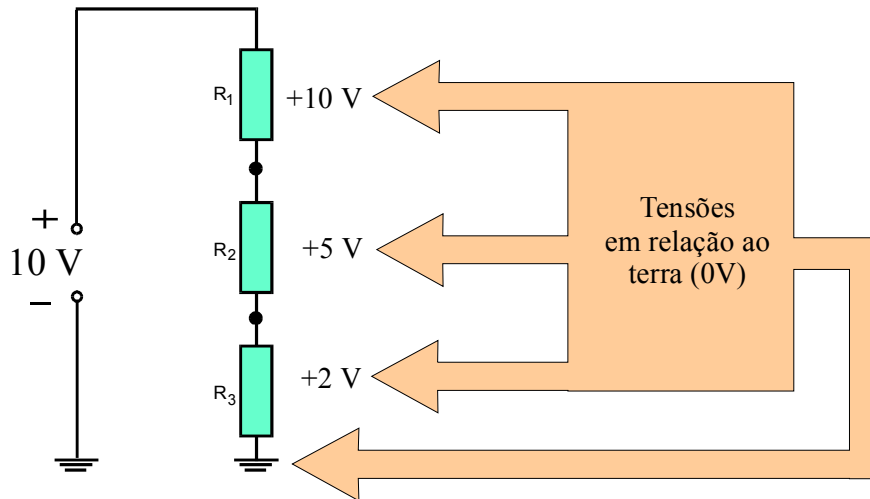 R1
+10 V
+
10 V
−
R2
+5 V
Tensões
em relação ao
terra (0V)
R3
+2 V